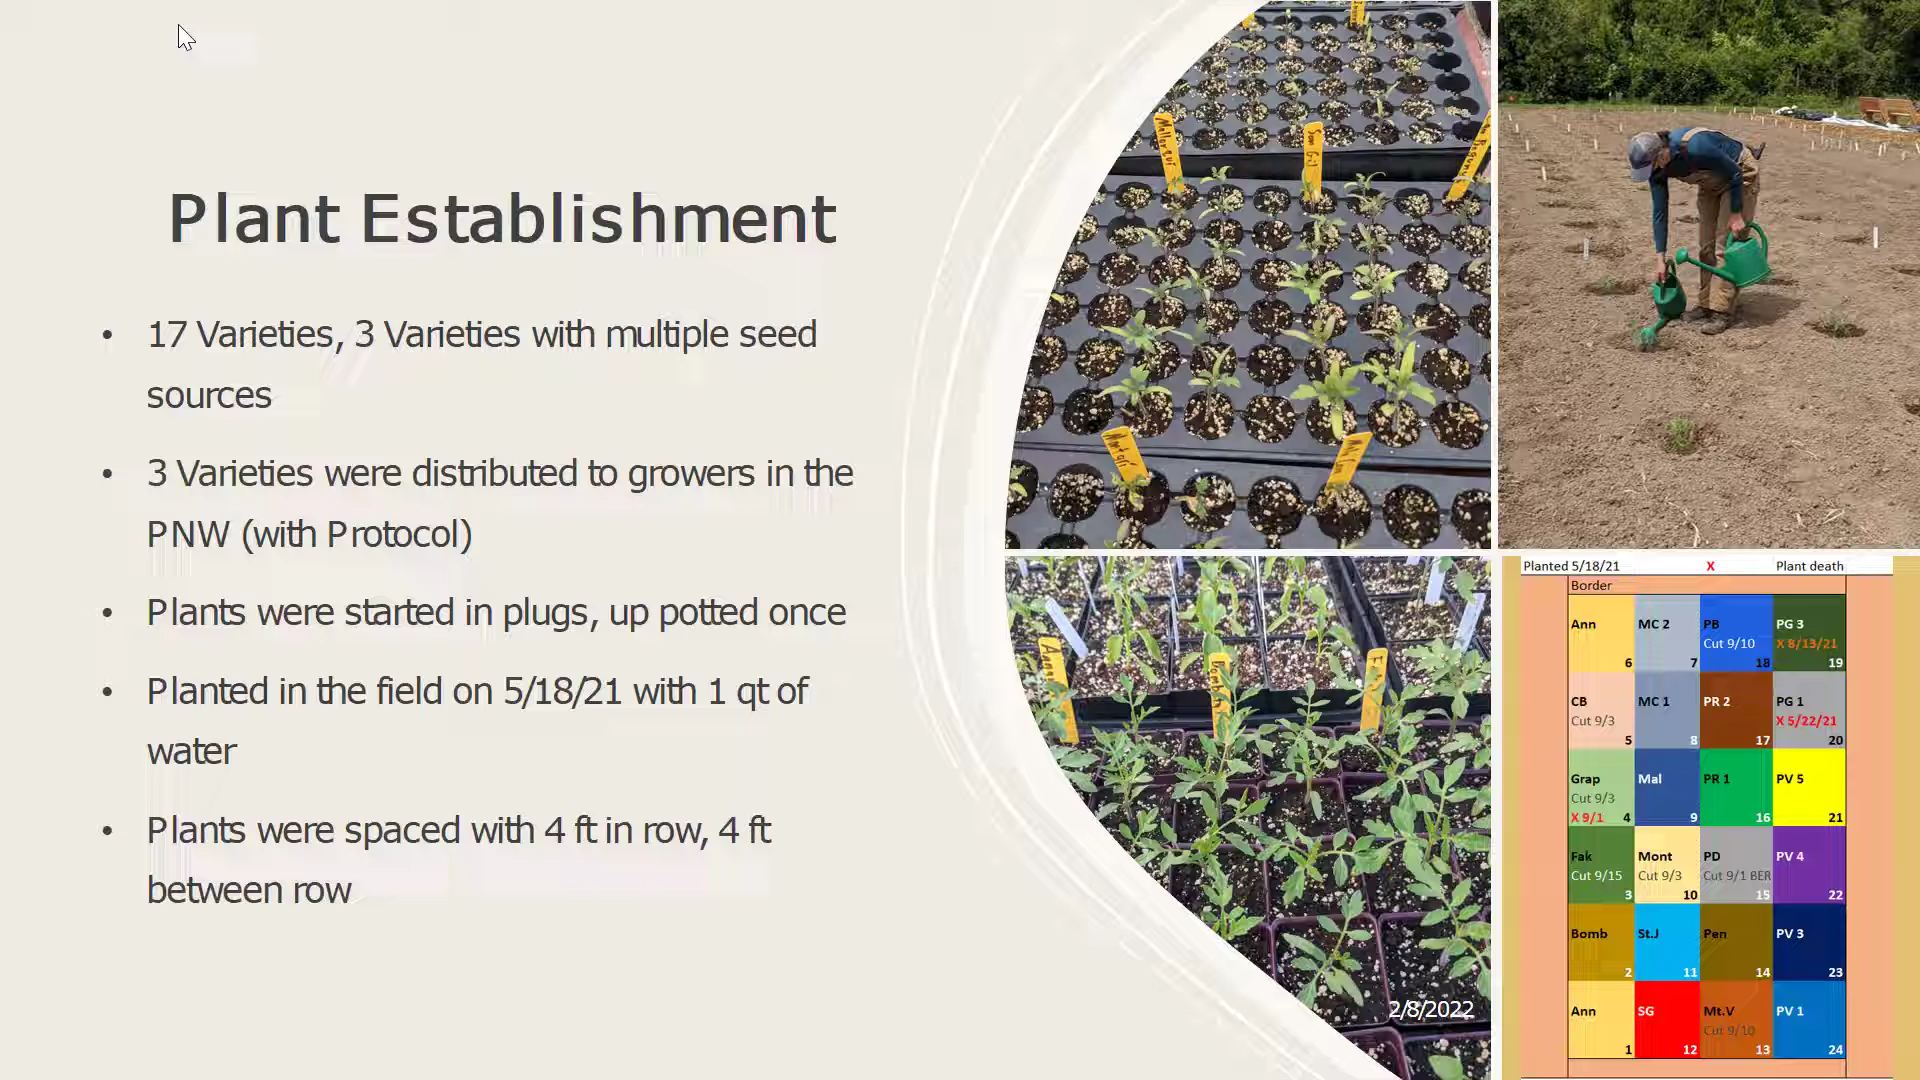 Plant Establishment
• 17 Varieties, 3 Varieties with multiple seed
sources
• 3 Varieties were distributed to growers in the
PNW (with Protocol)
• Plants were started in plugs, up potted once
• Planted in the field on 5/18/21 with 1 qt of
water
• Plants were spaced with 4 ft in row, 4 ft
between row
2/8/2022
Planted 5/18/21 X Plant death
Border
Ann MC 2 PB PG 3
Cut 9/10 X 8/13/21
6 7 18 19
CB MC 1 PR 2 PG 1
Cut 9/3 X 5/22/21
5 8 17 20
Grap Mal PR 1 PV 5
Cut 9/3
X 9/1 4 9 16 21
Fak Mont PD PV 4
Cut 9/15 Cut 9/3 Cut 9/1 BER
3 10 15 22
Bomb St.J Pen PV 3
2 11 14 23
Ann SG Mt.V PV 1
Cut 9/10
1 12 13 24